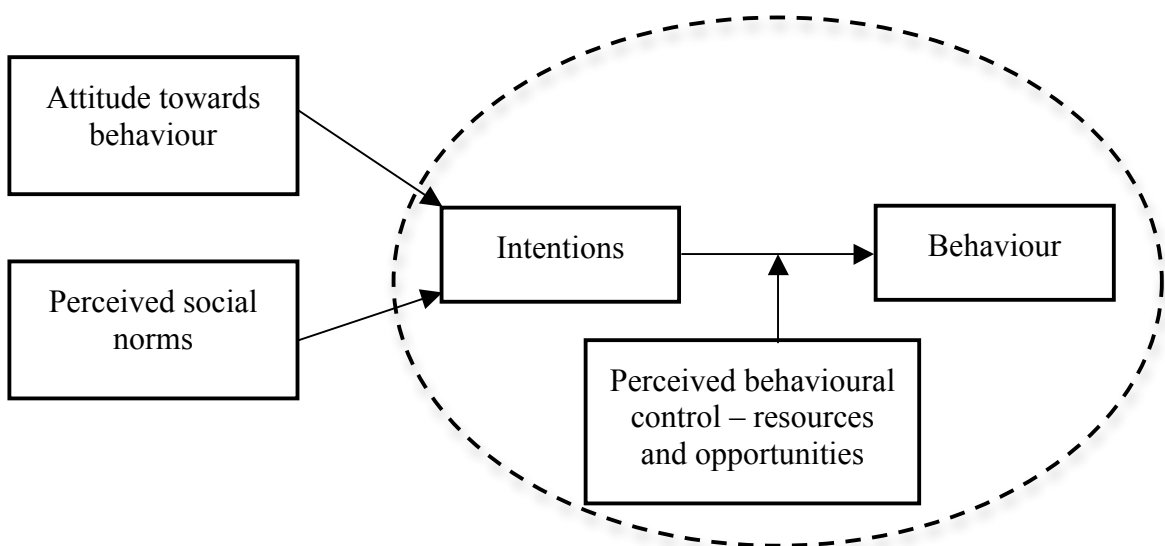 Attitude towards
behaviour
Perceived social
norms
Intentions
Behaviour
Perceived behavioural
control – resources
and opportunities